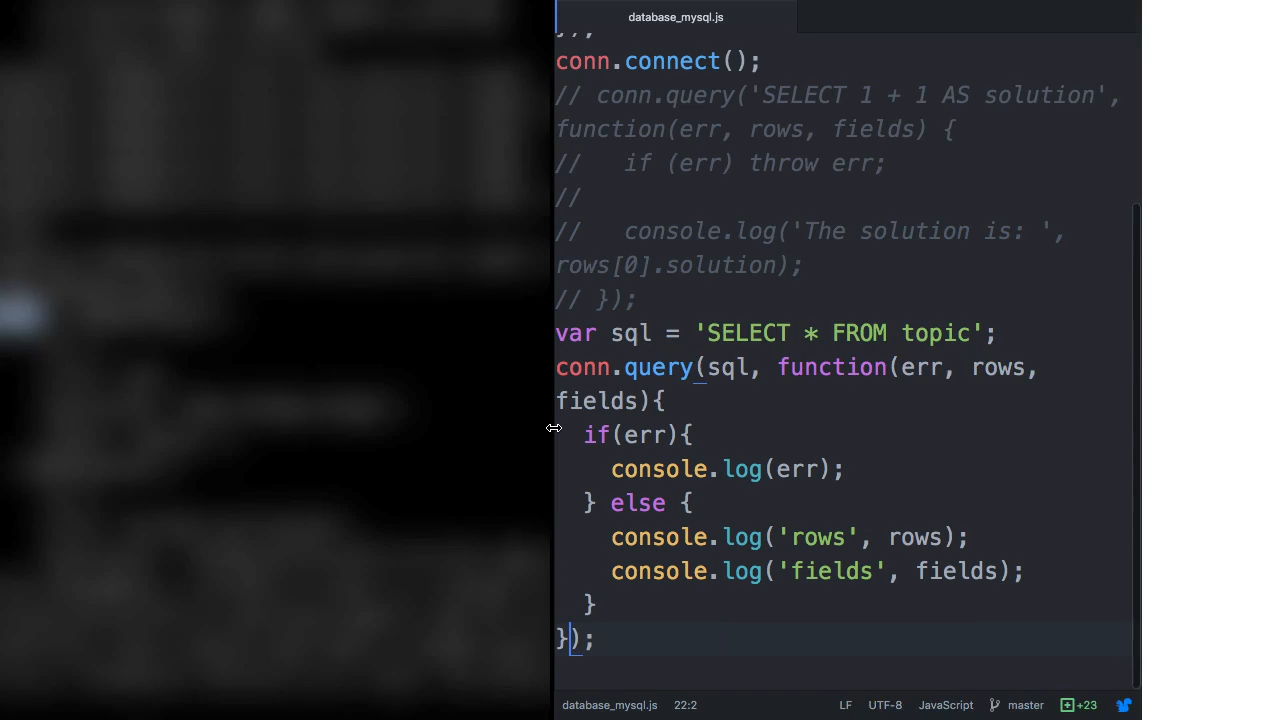 database_mysql.js
conn.connect();
// conn.query('SELECT 1 + 1 AS solution',
function(err, rows, fields) {
//   if (err) throw err;
//
//   console.log('The solution is: ',
rows[0].solution);
// });
var sql = 'SELECT * FROM topic';
conn.query(sql, function(err, rows,
fields){
  if(err){
    console.log(err);
  } else {
    console.log('rows', rows);
    console.log('fields', fields);
  }
});
database_mysql.js 22:2 LF UTF-8 JavaScript master +23